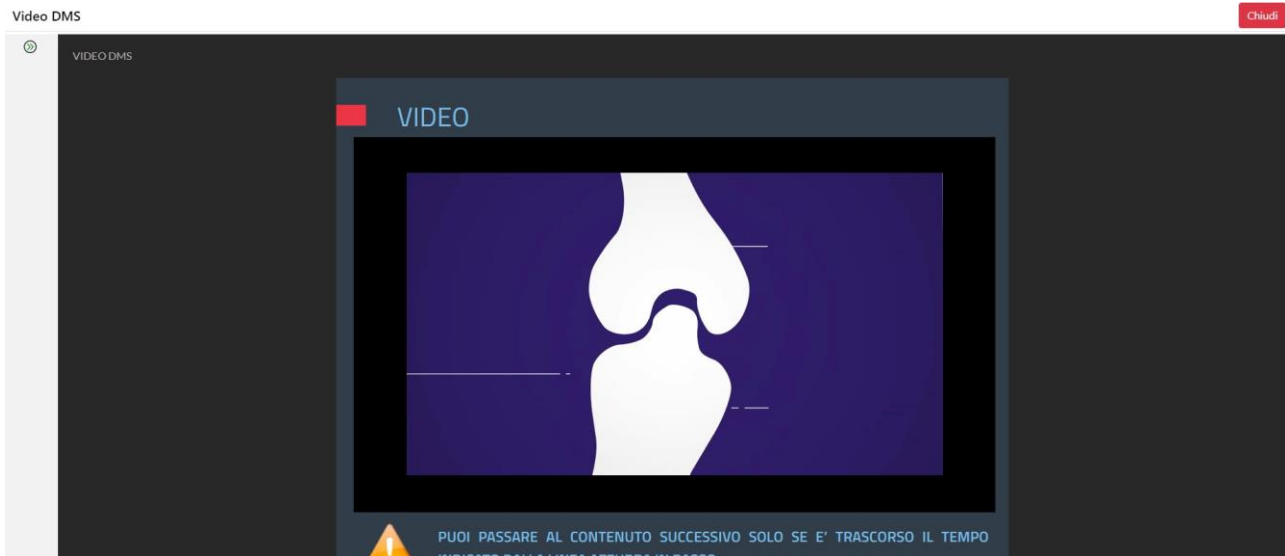 Video DMS
Chiudi
VIDEO DMS
VIDEO
PUOI PASSARE AL CONTENUTO SUCCESSIVO SOLO SE E' TRASCORSO IL TEMPO